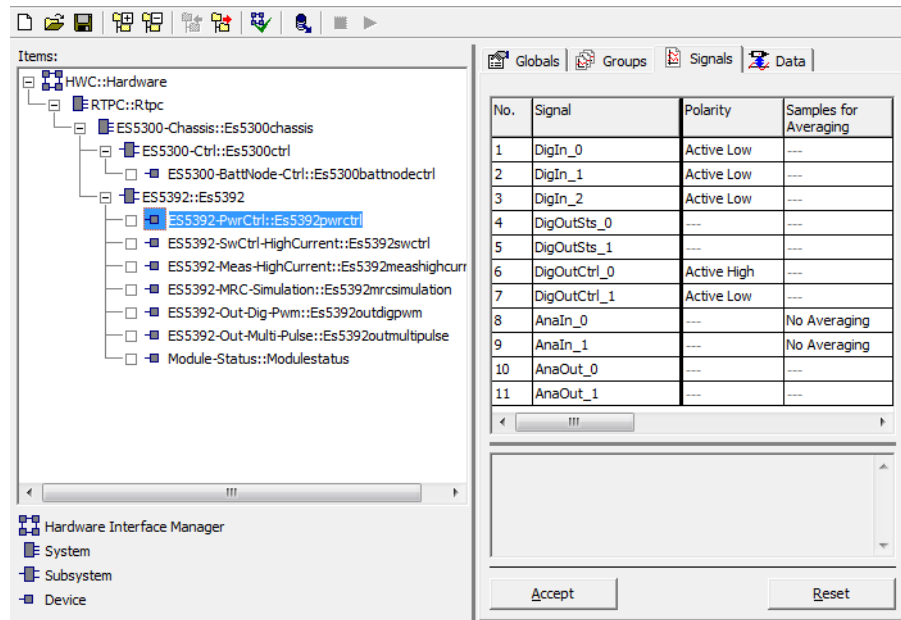 Items:
HWC::Hardware
RTPC::Rtpc
ES5300-Chassis::Es5300chassis
ES5300-Ctrl::Es5300ctrl
ES5300-BattNode-Ctrl::Es5300battnodectrl
ES5392::Es5392
ES5392-PwrCtrl::Es5392pwrctrl
ES5392-SwCtrl-HighCurrent::Es5392swctrl
ES5392-Meas-HighCurrent::Es5392meashighcurr
ES5392-MRC-Simulation::Es5392mrcsimulation
ES5392-Out-Dig-Pwm::Es5392outdigpwm
ES5392-Out-Multi-Pulse::Es5392outmultipulse
Module-Status::Modulestatus
Hardware Interface Manager
System
Subsystem
Device
Globals Groups Signals Data
No. Signal Polarity Samples for
Averaging
1 DigIn_0 Active Low ---
2 DigIn_1 Active Low ---
3 DigIn_2 Active Low ---
4 DigOutSts_0 --- ---
5 DigOutSts_1 --- ---
6 DigOutCtrl_0 Active High ---
7 DigOutCtrl_1 Active Low ---
8 AnaIn_0 --- No Averaging
9 AnaIn_1 --- No Averaging
10 AnaOut_0 --- ---
11 AnaOut_1 --- ---
Accept Reset